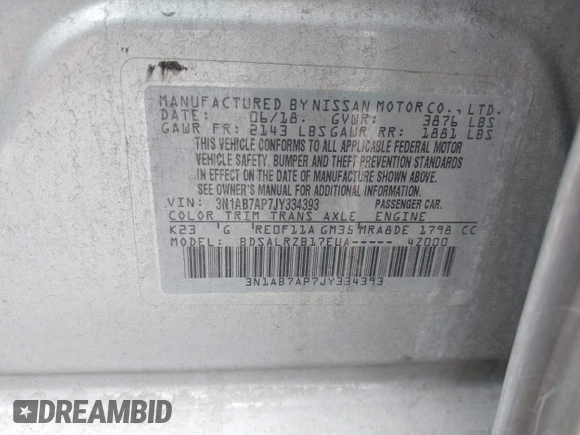 MANUFACTURED BY NISSAN MOTOR CO., LTD.
DATE: 06/18. GVWR: 3876 LBS
GAWR FR: 2143 LBS GAWR RR: 1881 LBS
THIS VEHICLE CONFORMS TO ALL APPLICABLE FEDERAL MOTOR
VEHICLE SAFETY, BUMPER AND THEFT PREVENTION STANDARDS
IN EFFECT ON THE DATE OF MANUFACTURE SHOWN ABOVE.
SEE OWNER'S MANUAL FOR ADDITIONAL INFORMATION.
VIN: 3N1AB7AP7JY334393 PASSENGER CAR.
COLOR TRIM TRANS AXLE ENGINE
K23 'G 'RE0F11A GM35 'MRA8DE 1798 CC
MODEL: BDSALRZB17EUA----- 4Z000
3N1AB7AP7JY334393
DREAMBID